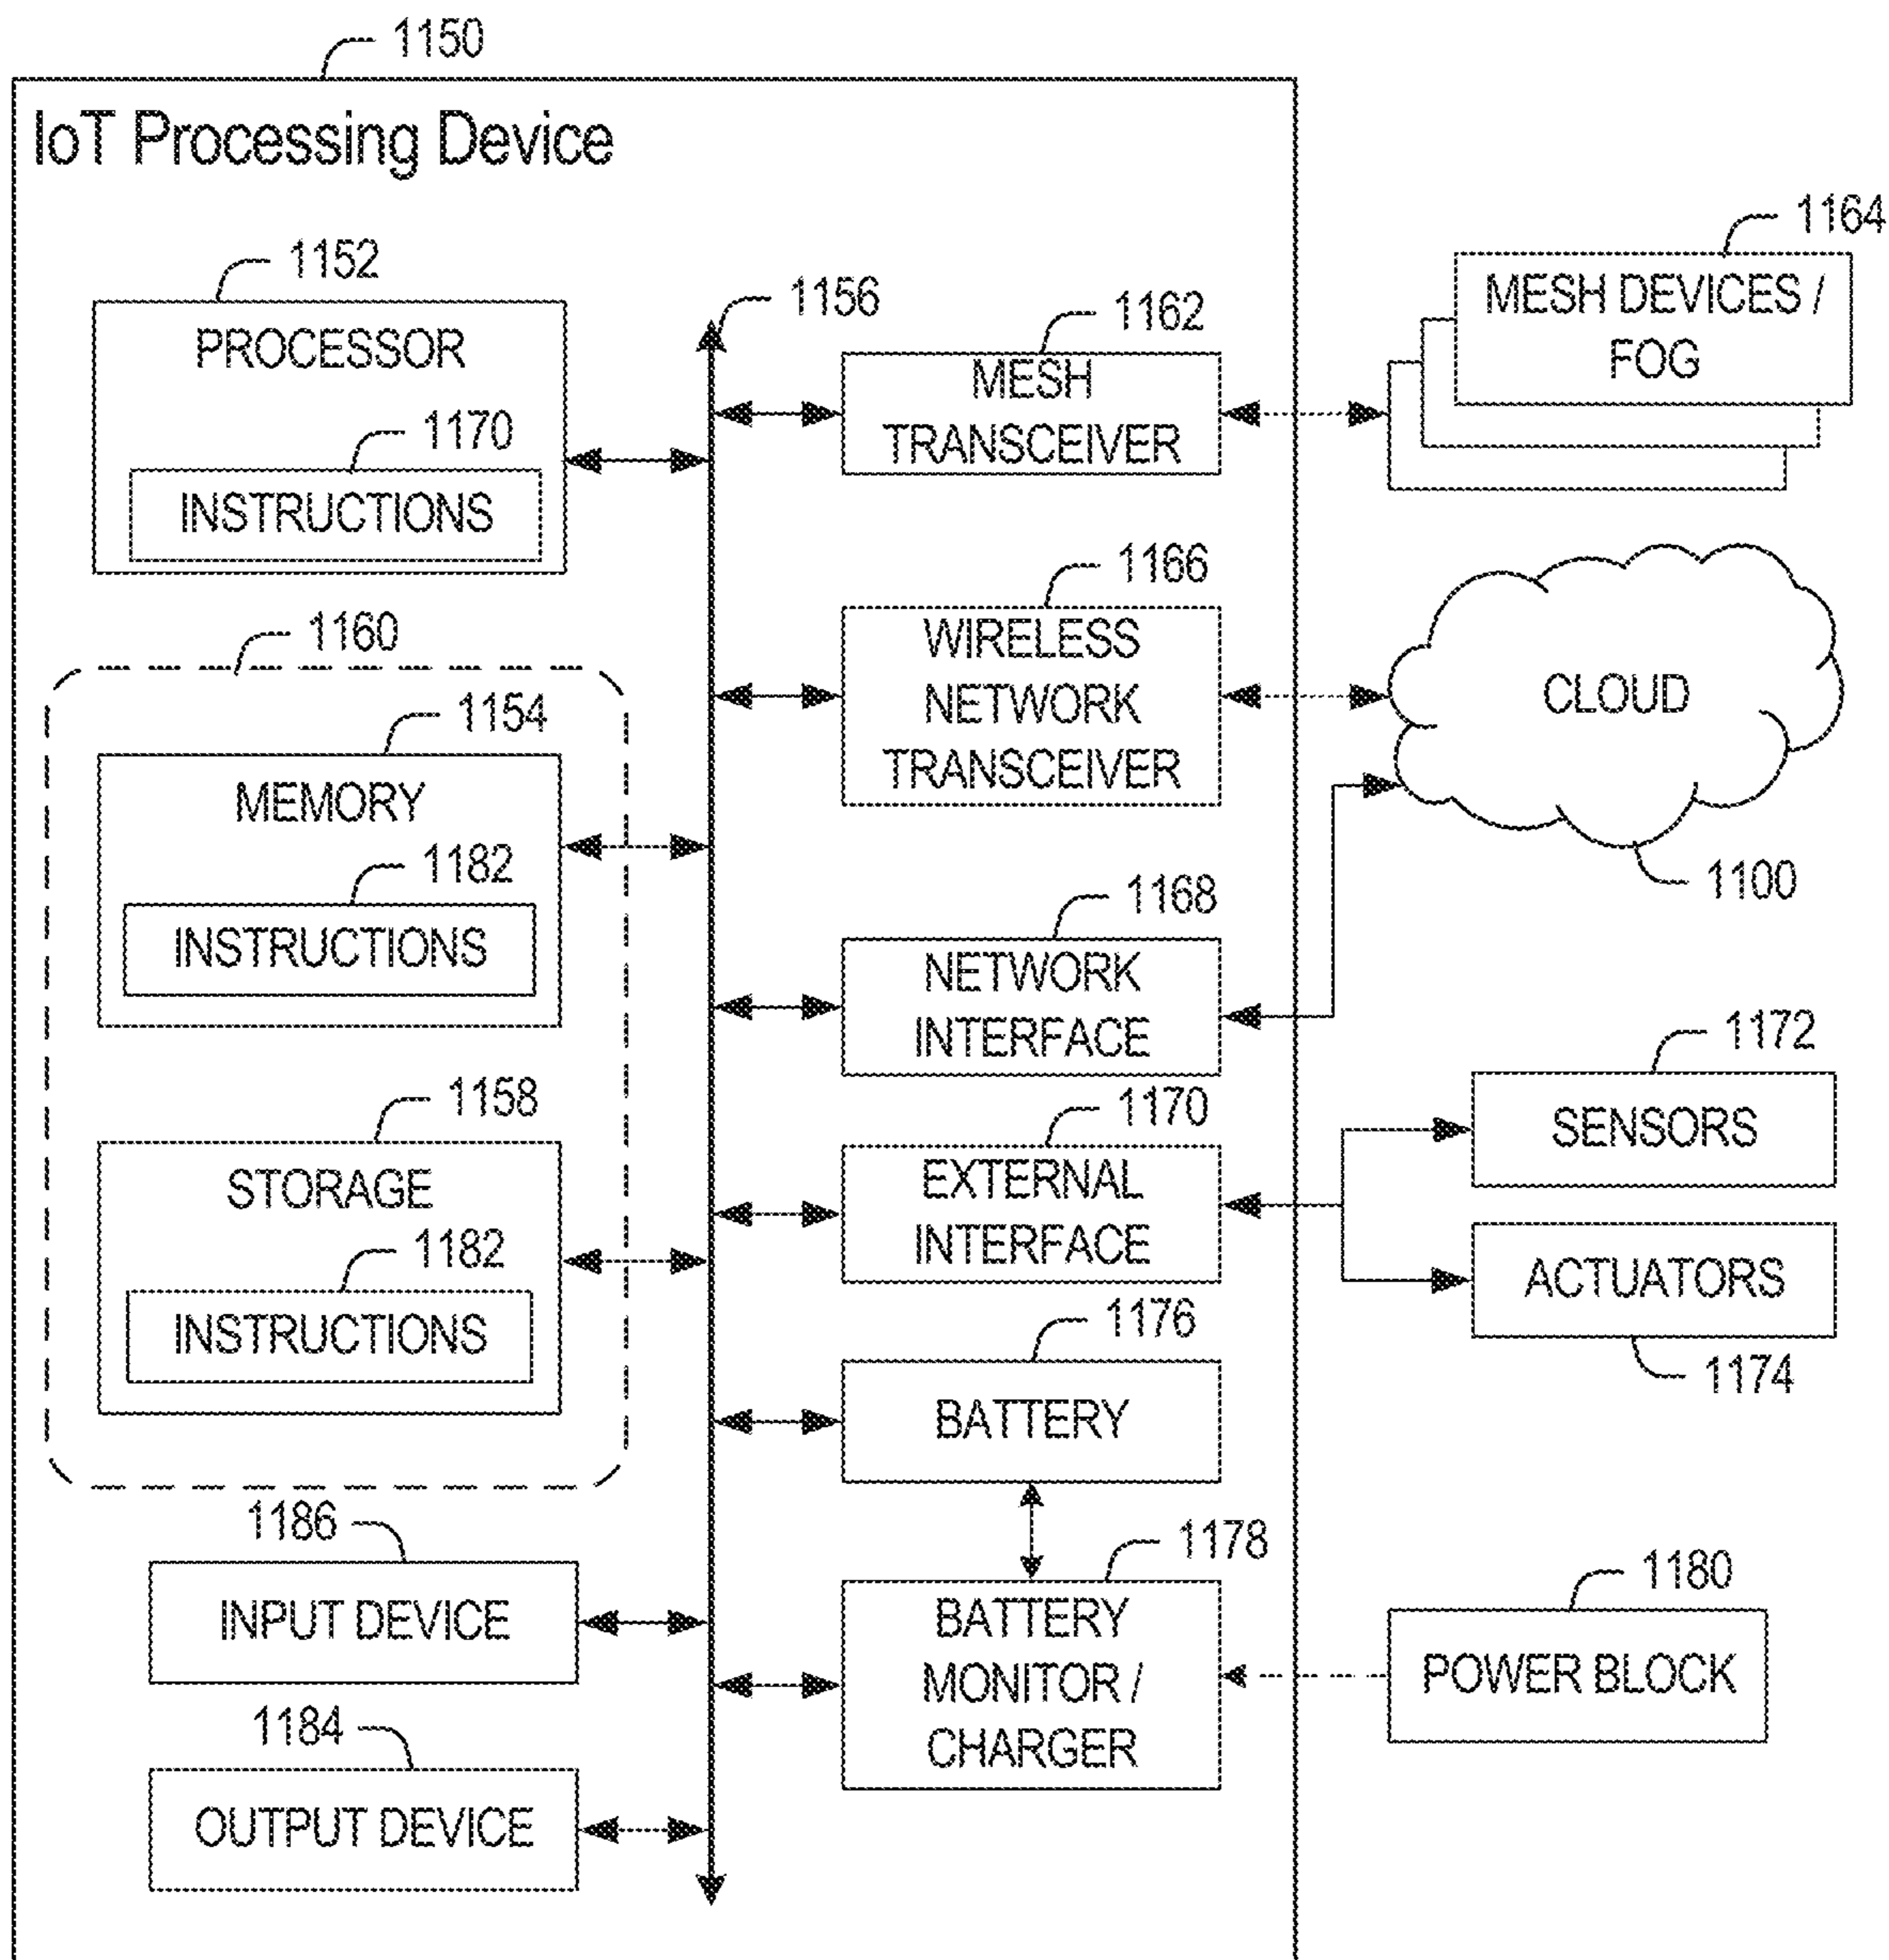 1150
IoT Processing Device
1152
PROCESSOR
1170
INSTRUCTIONS
1160
1154
MEMORY
1182
INSTRUCTIONS
1158
STORAGE
1182
INSTRUCTIONS
1186
INPUT DEVICE
1184
OUTPUT DEVICE
1156
1162
MESH
TRANSCEIVER
1166
WIRELESS
NETWORK
TRANSCEIVER
1168
NETWORK
INTERFACE
1170
EXTERNAL
INTERFACE
1176
BATTERY
1178
BATTERY
MONITOR /
CHARGER
1164
MESH DEVICES /
FOG
CLOUD
1100
1172
SENSORS
ACTUATORS
1174
1180
POWER BLOCK